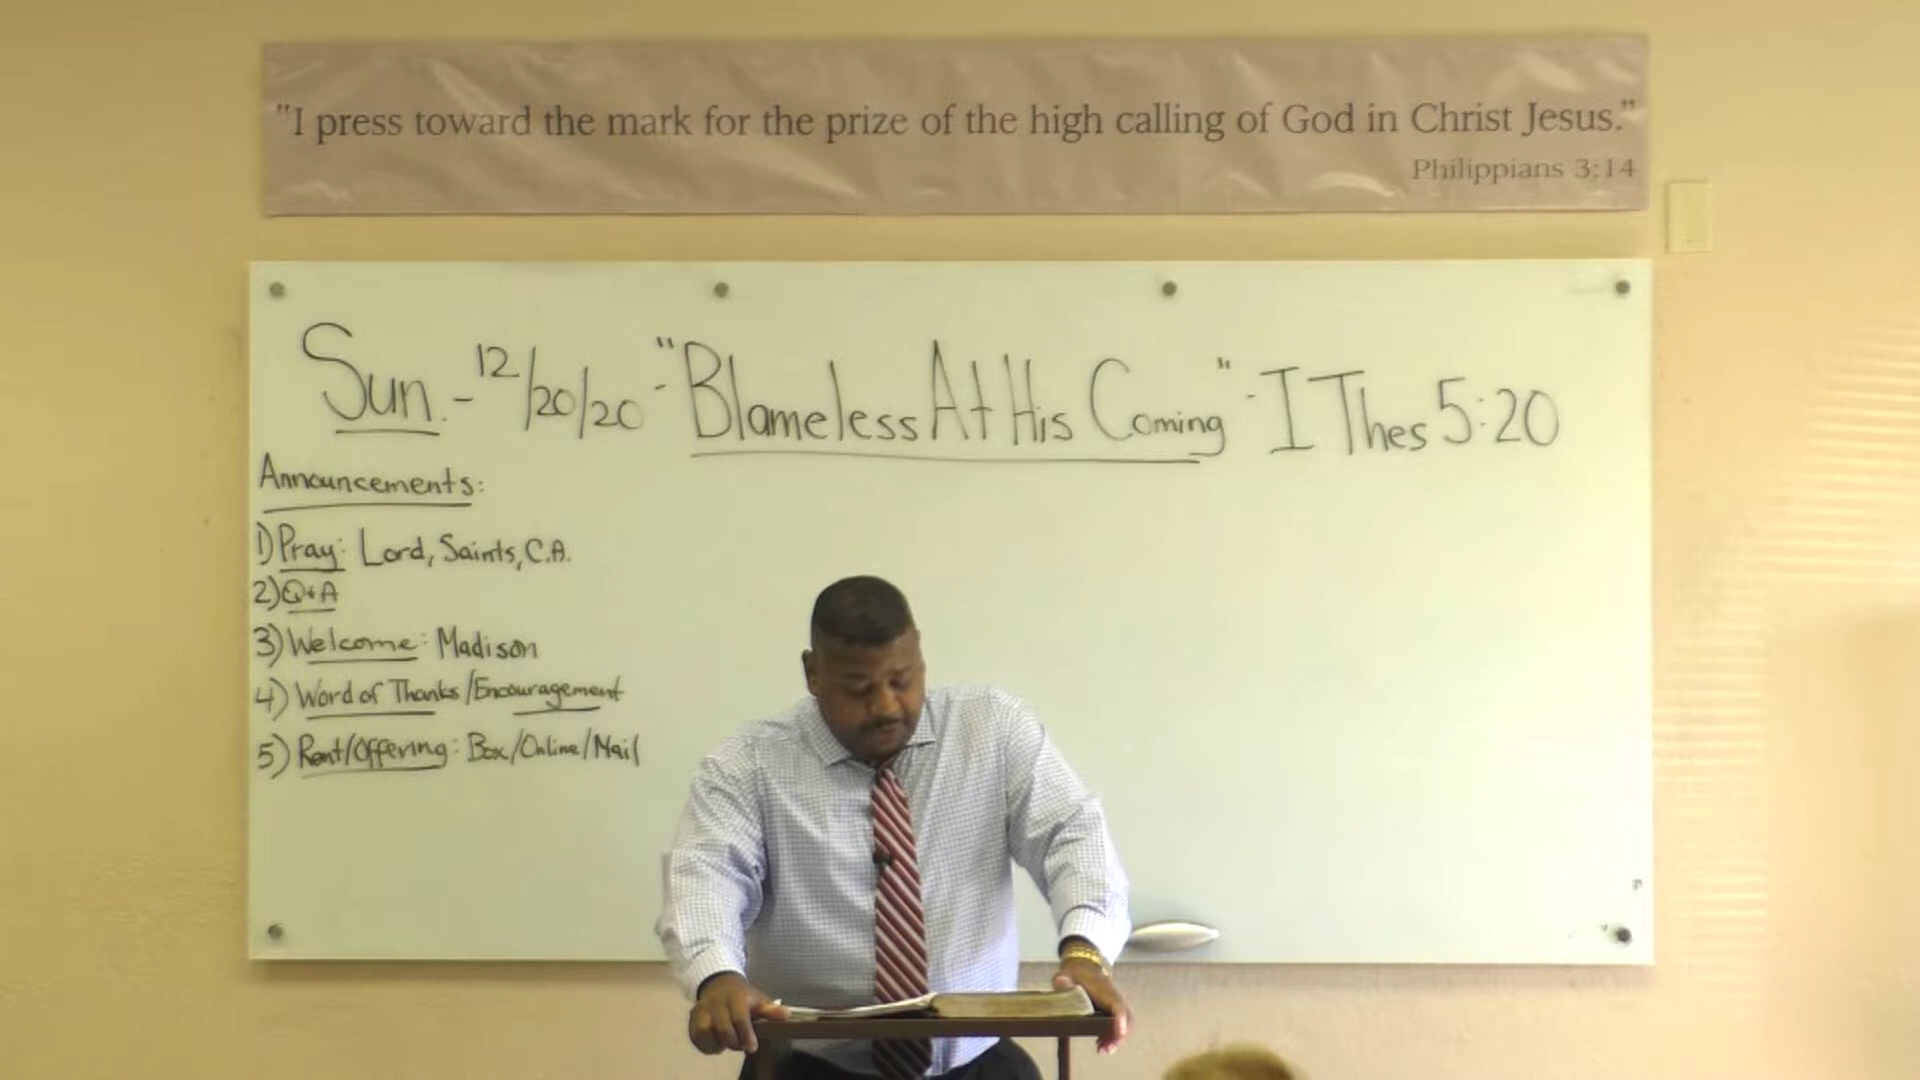 "I press toward the mark for the prize of the high calling of God in Christ Jesus."
Philippians 3:14
Sun. - 12/20/20 - "Blameless At His Coming" - I Thes 5:20
Announcements:
1) Pray: Lord, Saints, C.A.
2) Q+A
3) Welcome: Madison
4) Word of Thanks/Encouragement
5) Rent/Offering: Box/Online/Mail